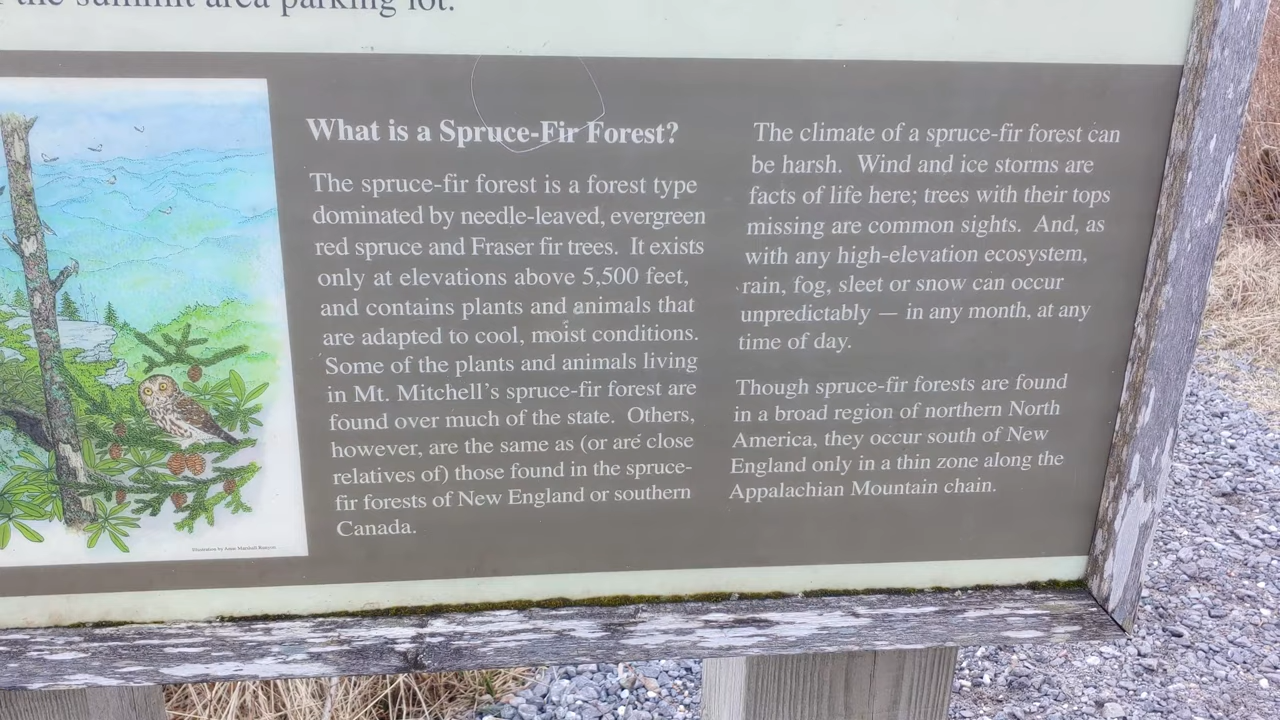 the summit area parking lot.
What is a Spruce-Fir Forest?
The spruce-fir forest is a forest type
dominated by needle-leaved, evergreen
red spruce and Fraser fir trees. It exists
only at elevations above 5,500 feet,
and contains plants and animals that
are adapted to cool, moist conditions.
Some of the plants and animals living
in Mt. Mitchell's spruce-fir forest are
found over much of the state. Others,
however, are the same as (or are close
relatives of) those found in the spruce-
fir forests of New England or southern
Canada.
The climate of a spruce-fir forest can
be harsh. Wind and ice storms are
facts of life here; trees with their tops
missing are common sights. And, as
with any high-elevation ecosystem,
rain, fog, sleet or snow can occur
unpredictably — in any month, at any
time of day.
Though spruce-fir forests are found
in a broad region of northern North
America, they occur south of New
England only in a thin zone along the
Appalachian Mountain chain.
Illustration by Anne Marshall Runyon